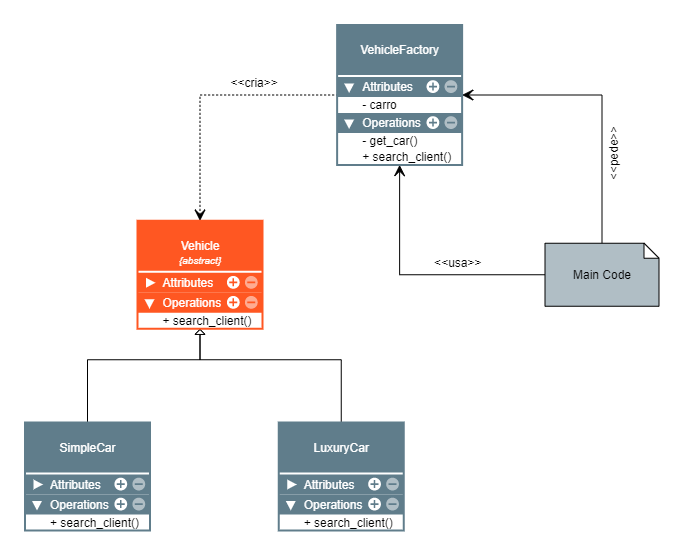 VehicleFactory
Attributes
- carro
Operations
- get_car()
+ search_client()
<<cria>>
<<pede>>
<<usa>>
Main Code
Vehicle
{abstract}
Attributes
Operations
+ search_client()
SimpleCar
Attributes
Operations
+ search_client()
LuxuryCar
Attributes
Operations
+ search_client()